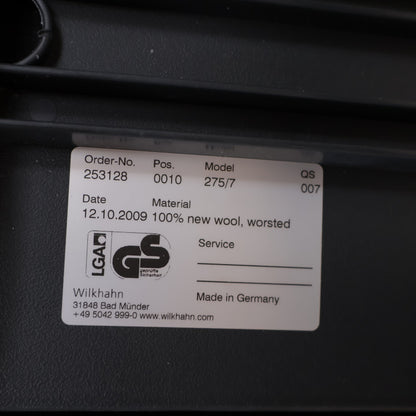 Order-No. Pos. Model QS
253128 0010 275/7 007
Date Material
12.10.2009 100% new wool, worsted
LGA GS geprüfte Sicherheit
Service
Wilkhahn
31848 Bad Münder
+49 5042 999-0 www.wilkhahn.com
Made in Germany